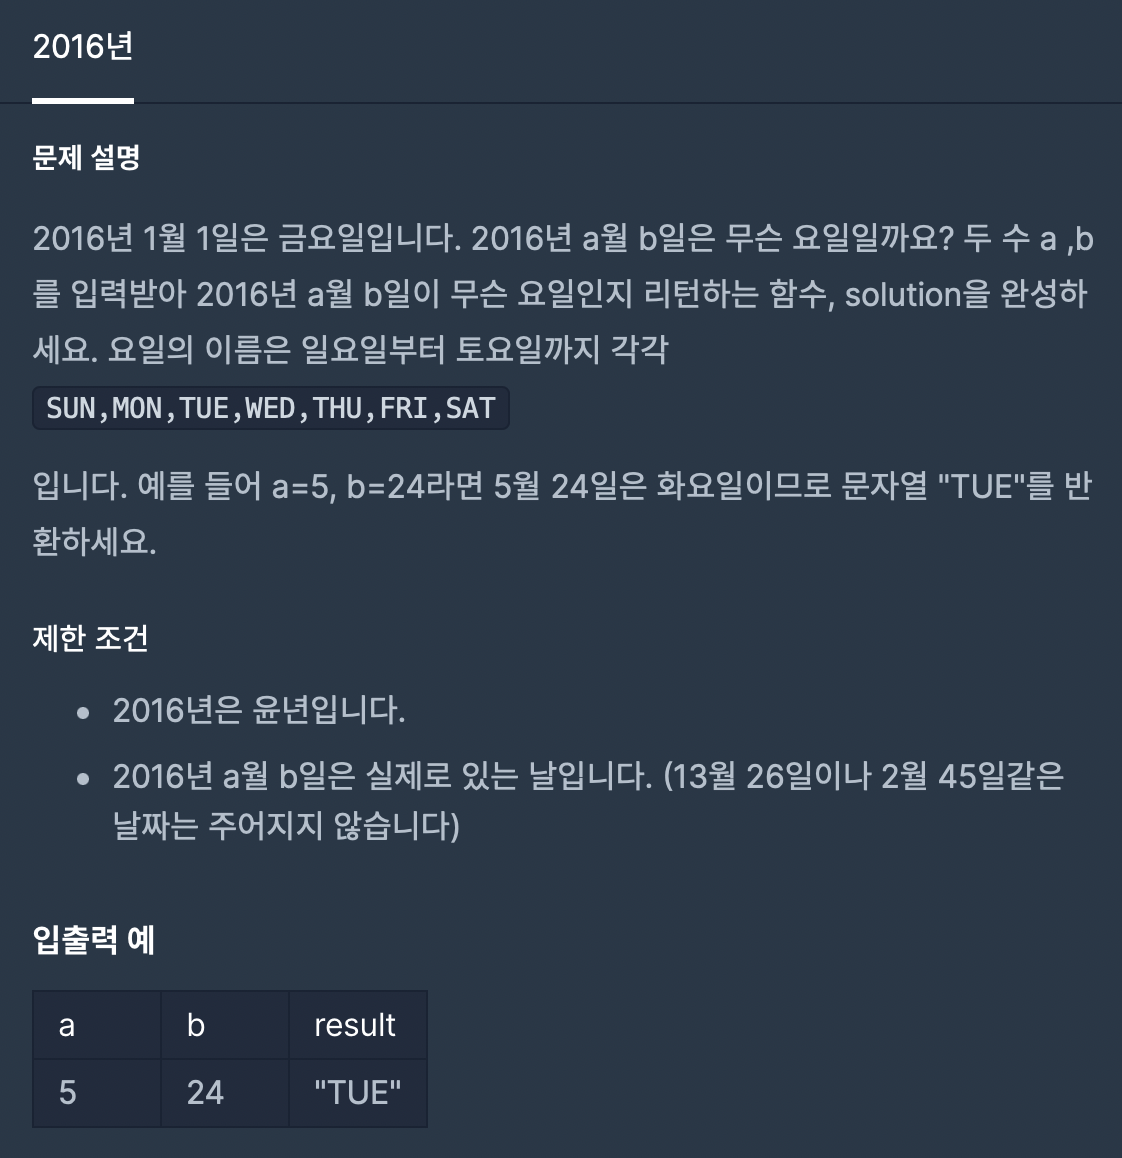 2016년
문제 설명
2016년 1월 1일은 금요일입니다. 2016년 a월 b일은 무슨 요일일까요? 두 수 a ,b
를 입력받아 2016년 a월 b일이 무슨 요일인지 리턴하는 함수, solution을 완성하
세요. 요일의 이름은 일요일부터 토요일까지 각각
SUN,MON,TUE,WED,THU,FRI,SAT
입니다. 예를 들어 a=5, b=24라면 5월 24일은 화요일이므로 문자열 "TUE"를 반
환하세요.
제한 조건
• 2016년은 윤년입니다.
• 2016년 a월 b일은 실제로 있는 날입니다. (13월 26일이나 2월 45일같은
날짜는 주어지지 않습니다)
입출력 예
a b result
5 24 "TUE"